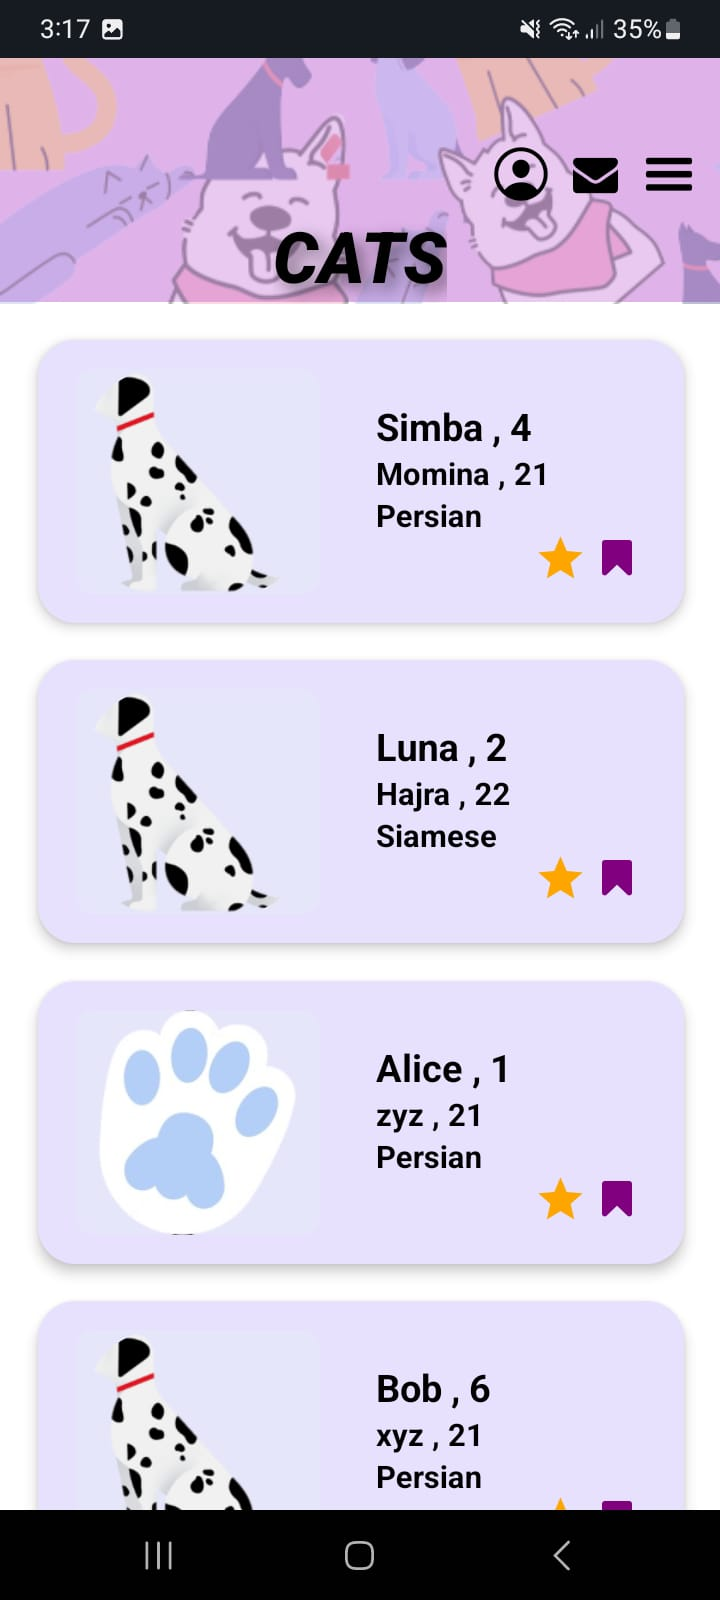 3:17 35%
CATS
Simba , 4
Momina , 21
Persian
Luna , 2
Hajra , 22
Siamese
Alice , 1
zyz , 21
Persian
Bob , 6
xyz , 21
Persian